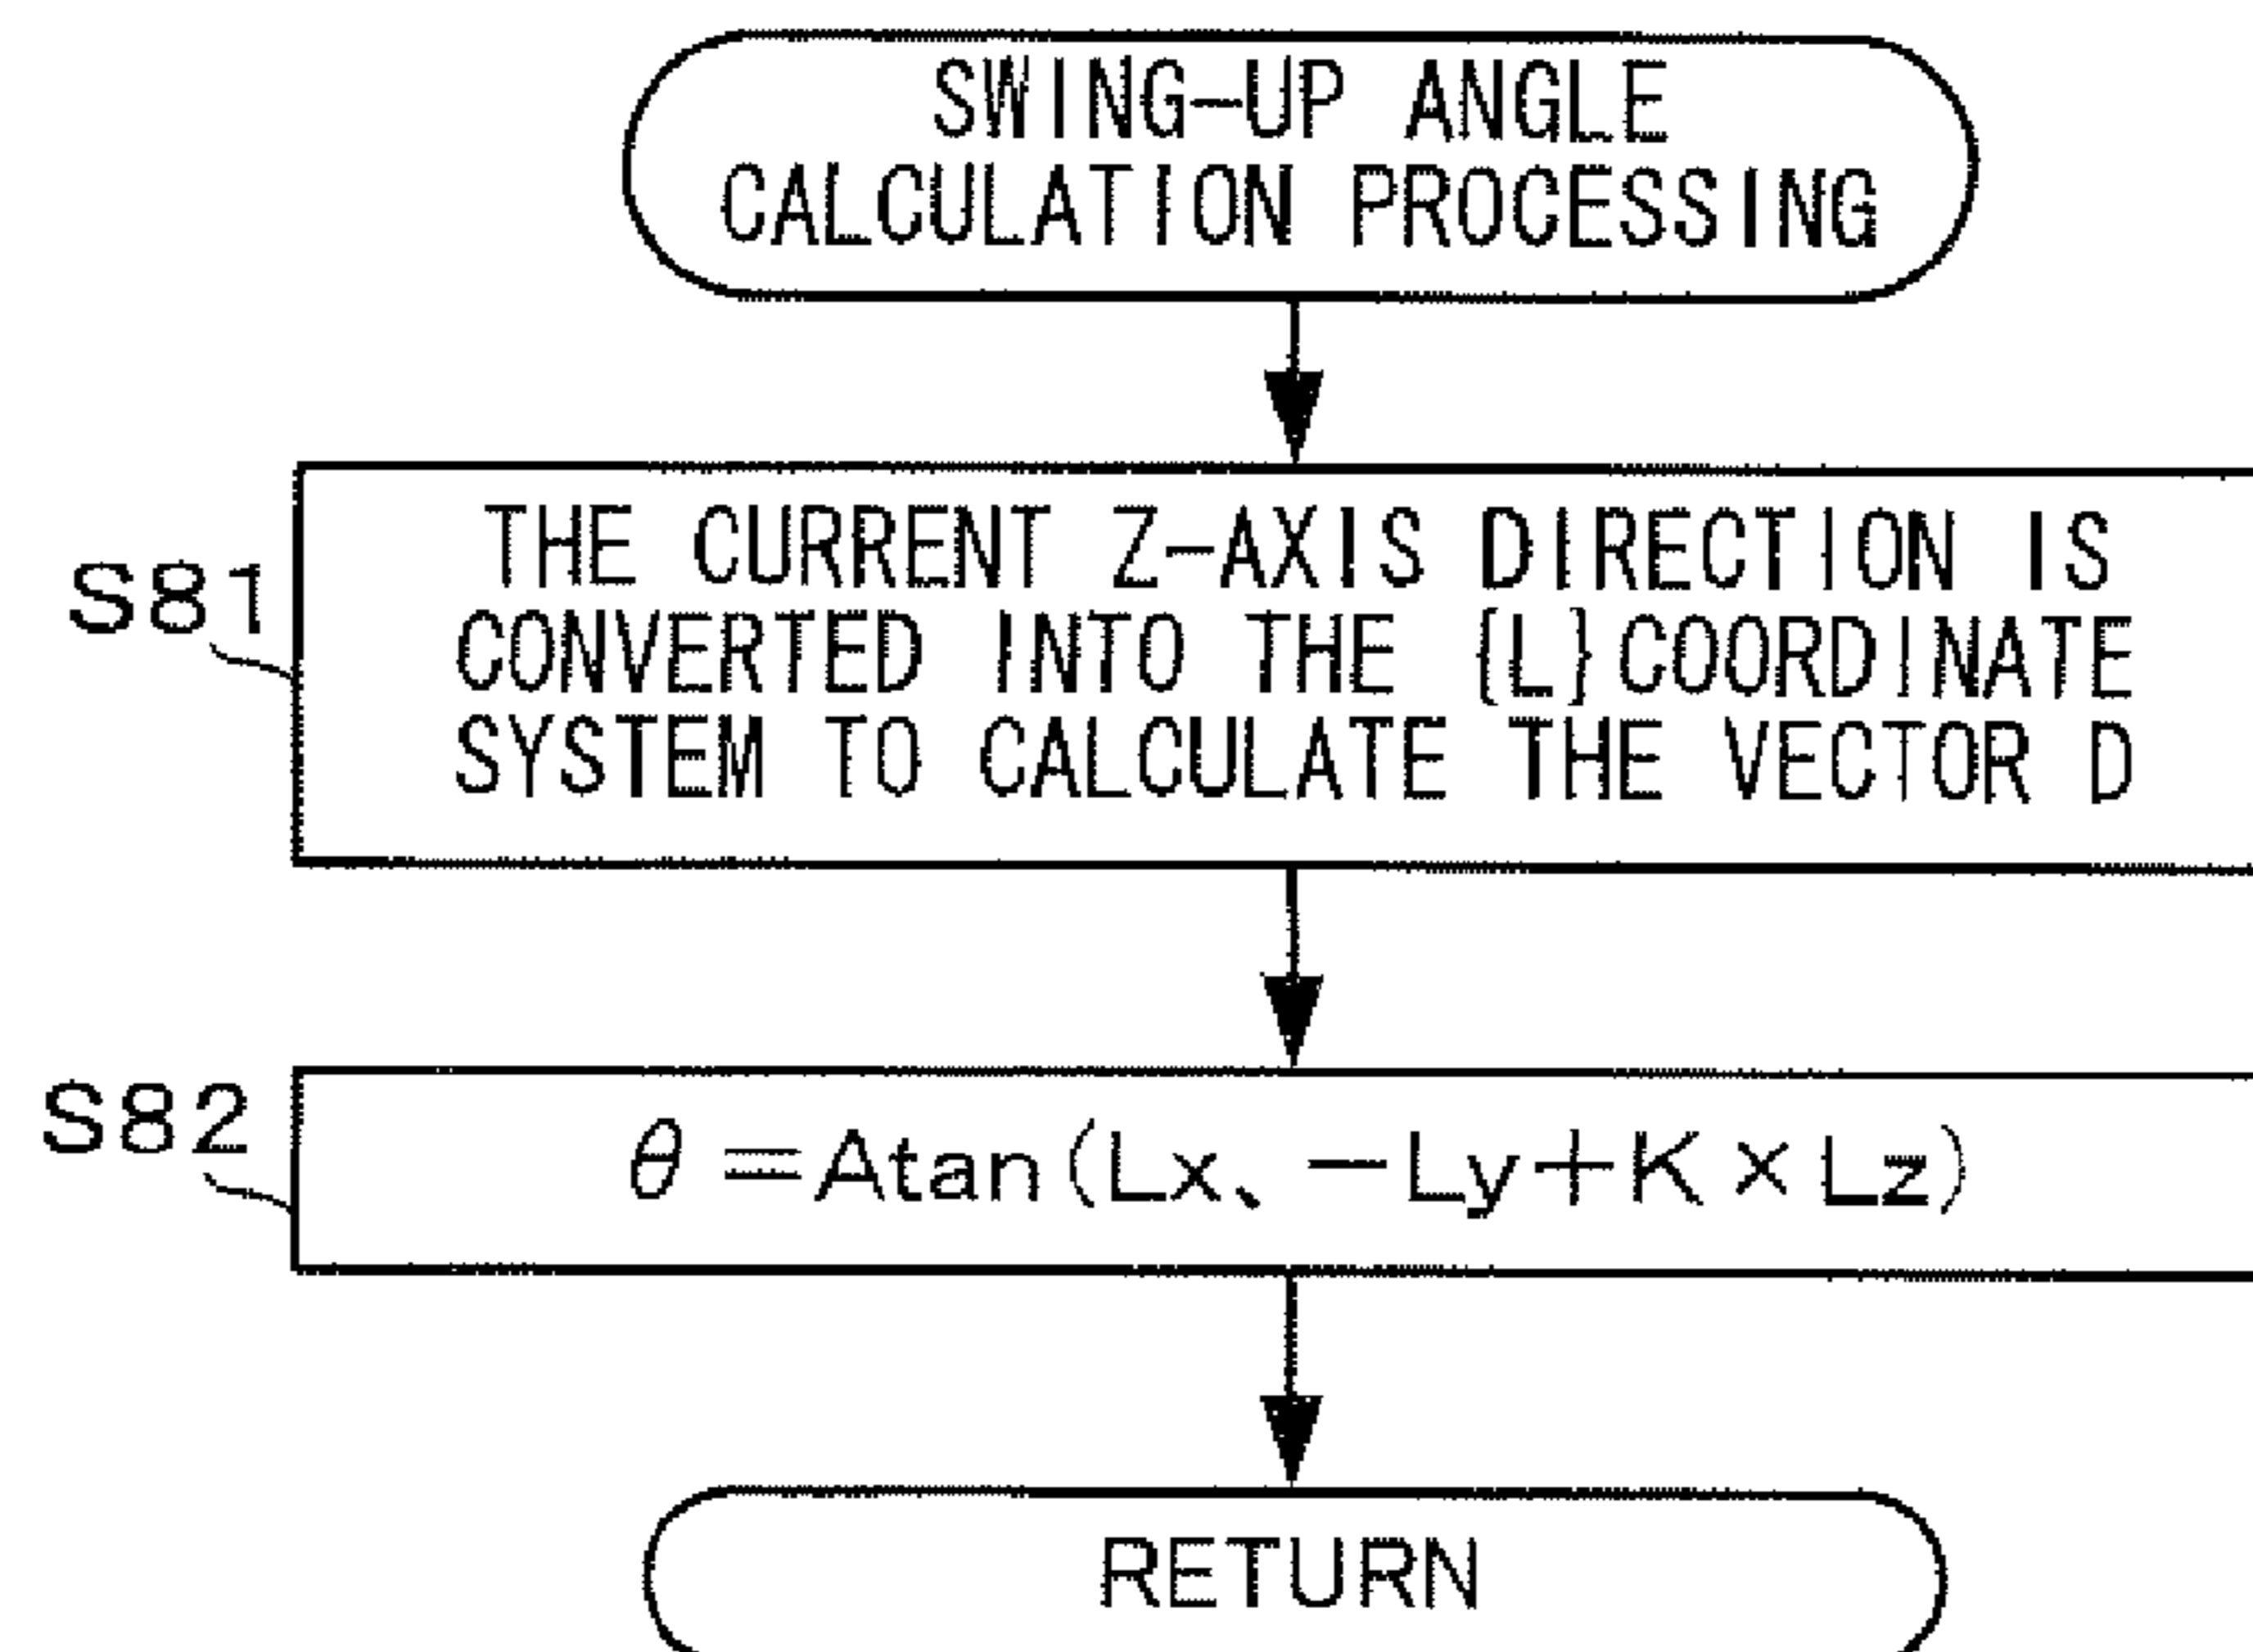 SWING-UP ANGLE
CALCULATION PROCESSING
S81
THE CURRENT Z-AXIS DIRECTION IS
CONVERTED INTO THE {L}COORDINATE
SYSTEM TO CALCULATE THE VECTOR D
S82
θ=Atan(Lx、-Ly+K×Lz)
RETURN